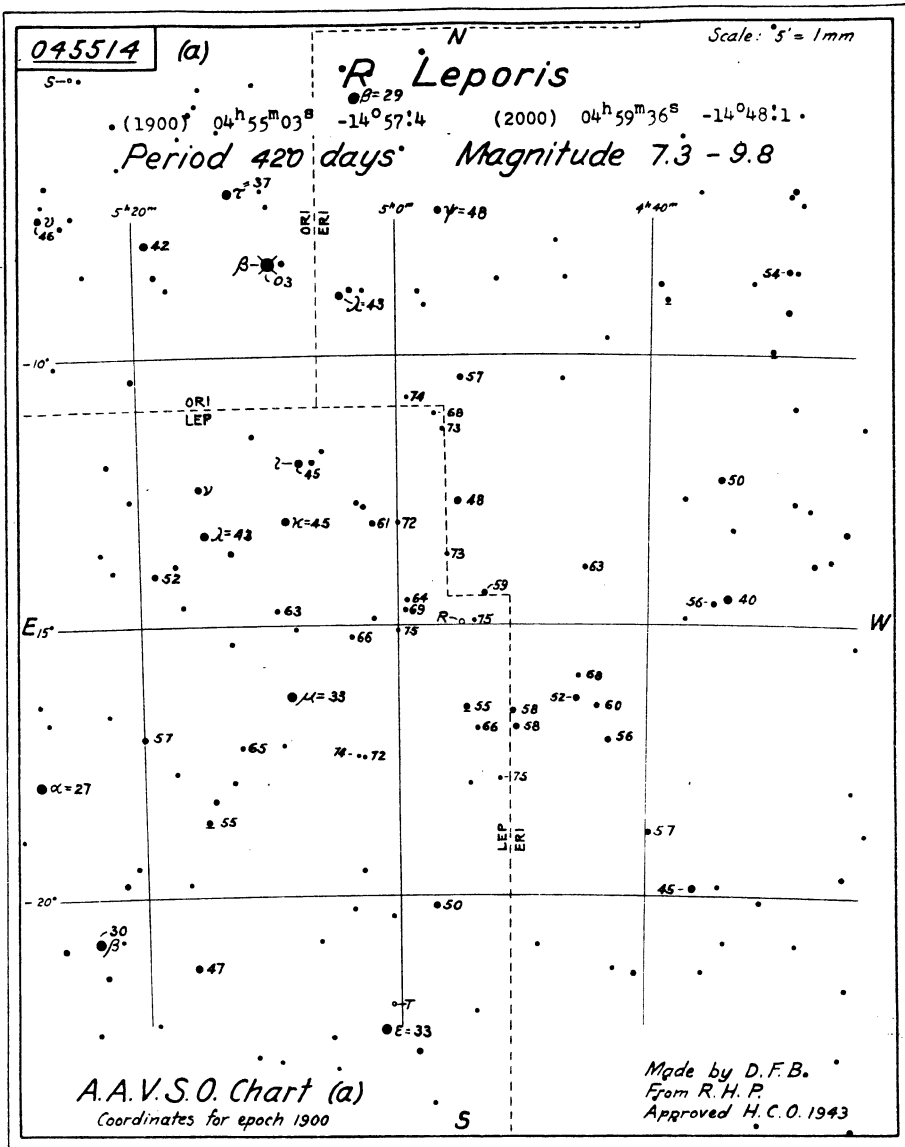 045514 (a)
N
Scale: 5' = 1mm
S
R Leporis
β=29
(1900) 04h55m03s -14°57:4 (2000) 04h59m36s -14°48:1
Period 420 days Magnitude 7.3 - 9.8
τ=37
5h20m
5h0m
ψ=48
4h40m
υ
46
42
ORI
ERI
β
03
λ=43
54
-10°
57
74
68
73
ORI
LEP
ι
45
ν
48
50
λ=43
κ=45
61
72
73
52
63
59
64
69
63
56
40
R
75
E
15°
66
75
W
68
μ=33
55
58
52
60
66
58
56
57
65
74
72
α=27
75
55
LEP
ERI
57
45
-20°
50
30
β
47
T
ε=33
A.A.V.S.O. Chart (a)
Coordinates for epoch 1900
S
Made by D.F.B.
From R.H.P.
Approved H.C.O. 1943